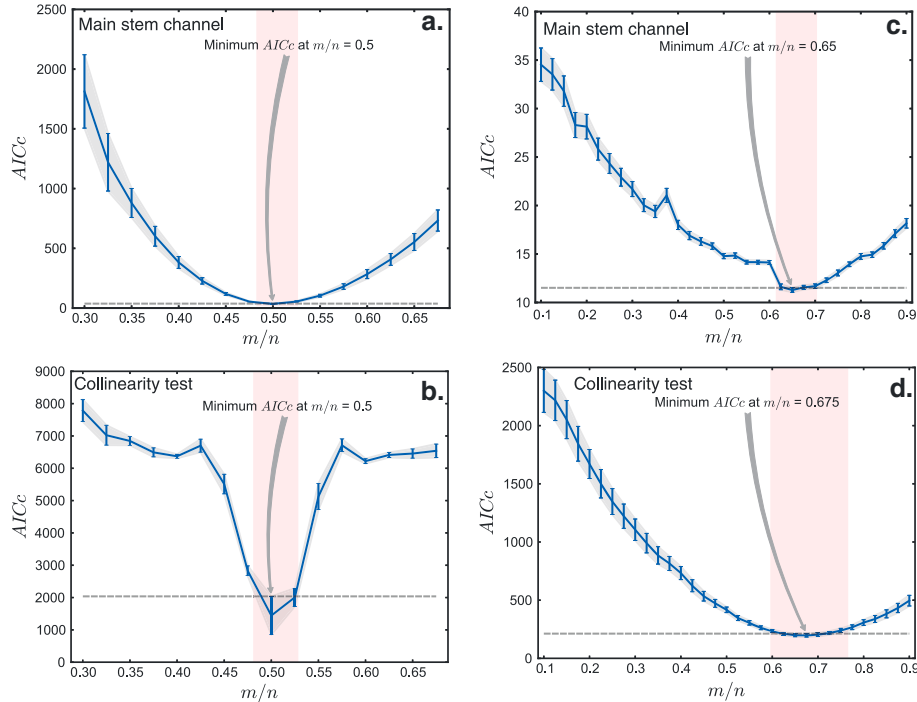 Main stem channel
a.
Minimum AICc at m/n = 0.5
2500
2000
1500
1000
500
0
AICc
0.30 0.35 0.40 0.45 0.50 0.55 0.60 0.65
m/n
Main stem channel
c.
Minimum AICc at m/n = 0.65
40
35
30
25
20
15
10
AICc
0.1 0.2 0.3 0.4 0.5 0.6 0.7 0.8 0.9
m/n
Collinearity test
b.
Minimum AICc at m/n = 0.5
9000
8000
7000
6000
5000
4000
3000
2000
1000
0
AICc
0.30 0.35 0.40 0.45 0.50 0.55 0.60 0.65
m/n
Collinearity test
d.
Minimum AICc at m/n = 0.675
2500
2000
1500
1000
500
0
AICc
0.1 0.2 0.3 0.4 0.5 0.6 0.7 0.8 0.9
m/n